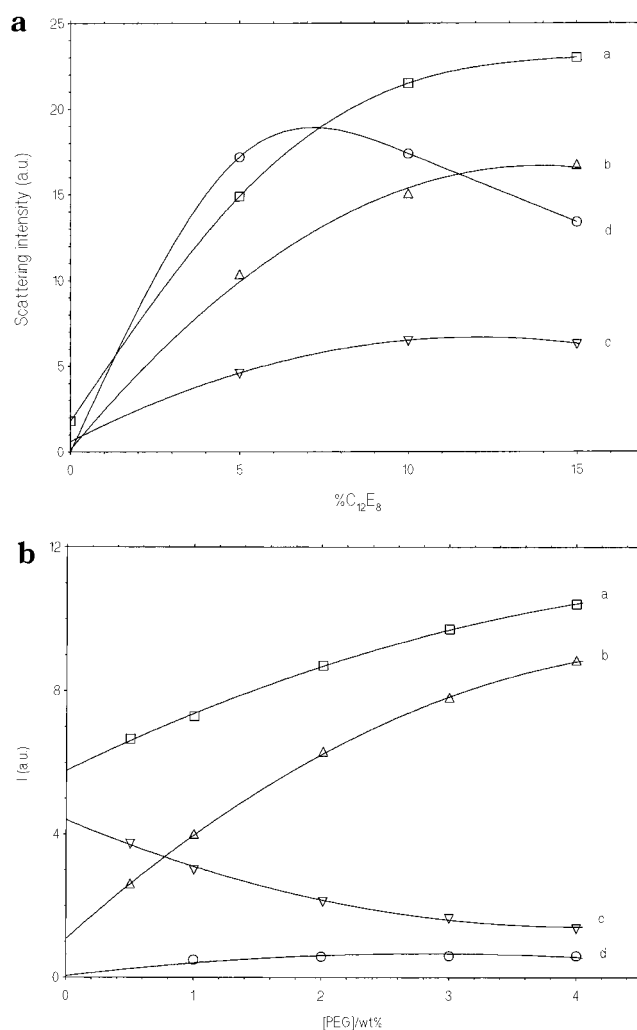 a
25
20
15
10
5
0
Scattering intensity (a.u.)
a
b
d
c
0 5 10 15
%C₁₂E₈
b
12
8
4
0
I (a.u.)
a
b
c
d
0 1 2 3 4
[PEG]/wt%